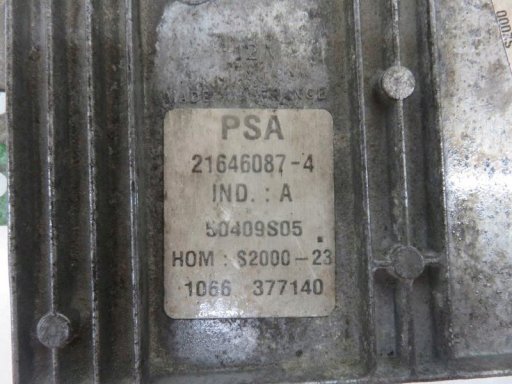 MADE IN FRANCE
PSA
21646087-4
IND. : A
50409S05
HOM : S2000-23
1066 377140